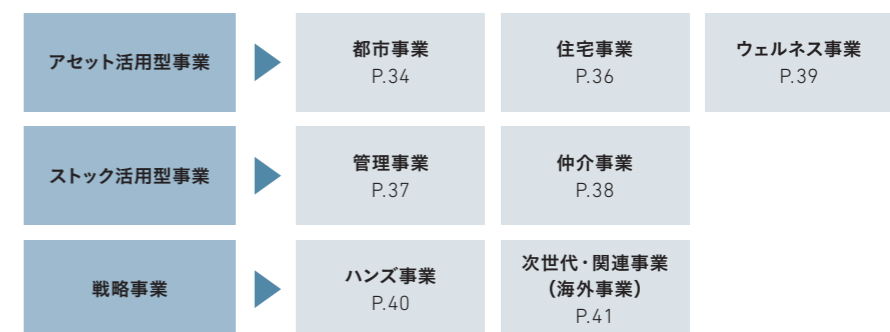 アセット活用型事業
都市事業
P.34
住宅事業
P.36
ウェルネス事業
P.39
ストック活用型事業
管理事業
P.37
仲介事業
P.38
戦略事業
ハンズ事業
P.40
次世代・関連事業
(海外事業)
P.41